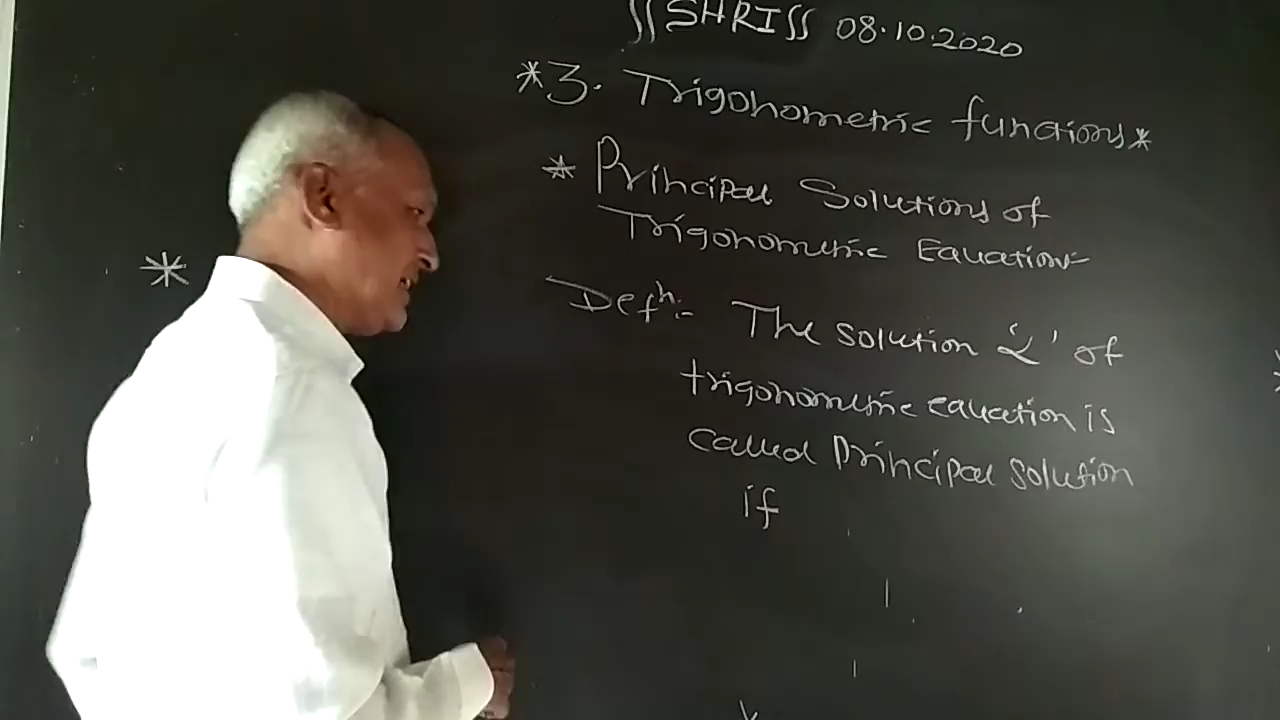 ॥ SHRI ॥ 08.10.2020
*3. Trigonometric functions*
* Principal Solutions of
Trigonometric Equations-
Defn:- The solution 'α' of
trigonometric equation is
called Principal solution
if
*